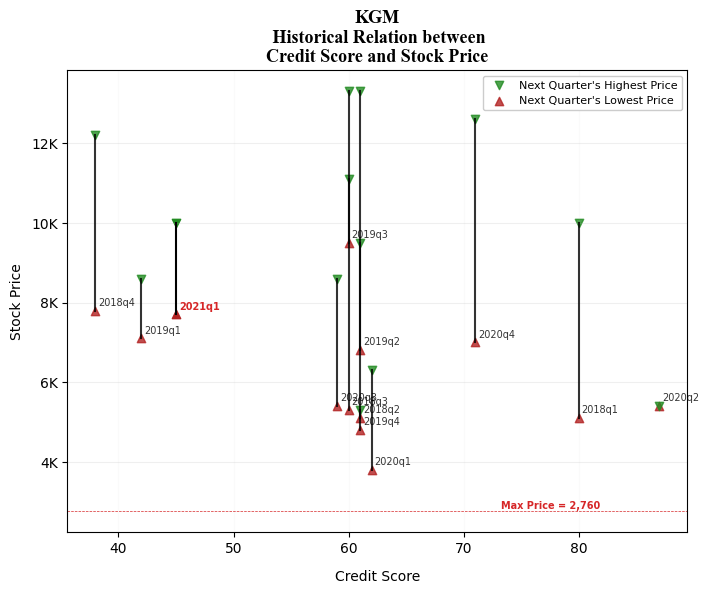 KGM
Historical Relation between
Credit Score and Stock Price
Next Quarter's Highest Price
Next Quarter's Lowest Price
12K
10K
8K
6K
4K
Stock Price
2018q4
2019q1
2021q1
2019q3
2019q2
2020q4
2018q3
2018q2
2019q4
2020q1
2018q1
2020q2
Max Price = 2,760
40
50
60
70
80
Credit Score